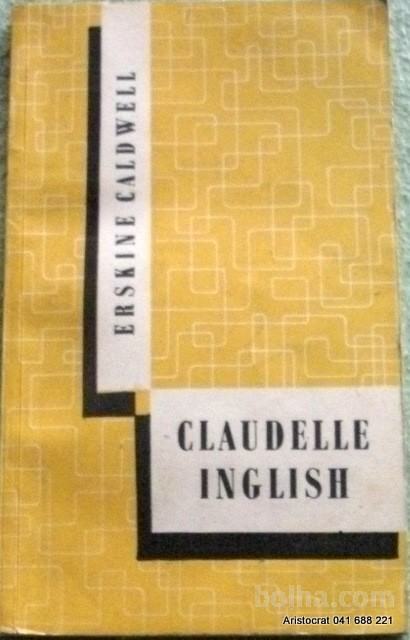 ERSKINE CALDWELL
CLAUDELLE
INGLISH
bolha.com
Aristocrat 041 688 221